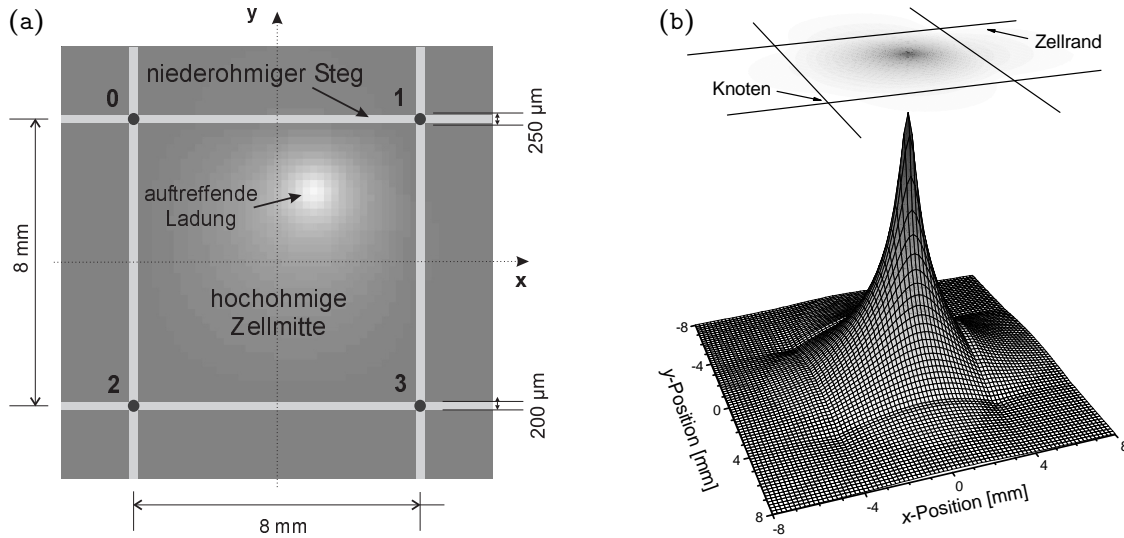 (a)
y
niederohmiger Steg
0
1
250 µm
auftreffende
Ladung
8 mm
x
hochohmige
Zellmitte
2
3
200 µm
8 mm
(b)
Zellrand
Knoten
-8
-4
0
4
8
y-Position [mm]
-8
-4
0
4
8
x-Position [mm]